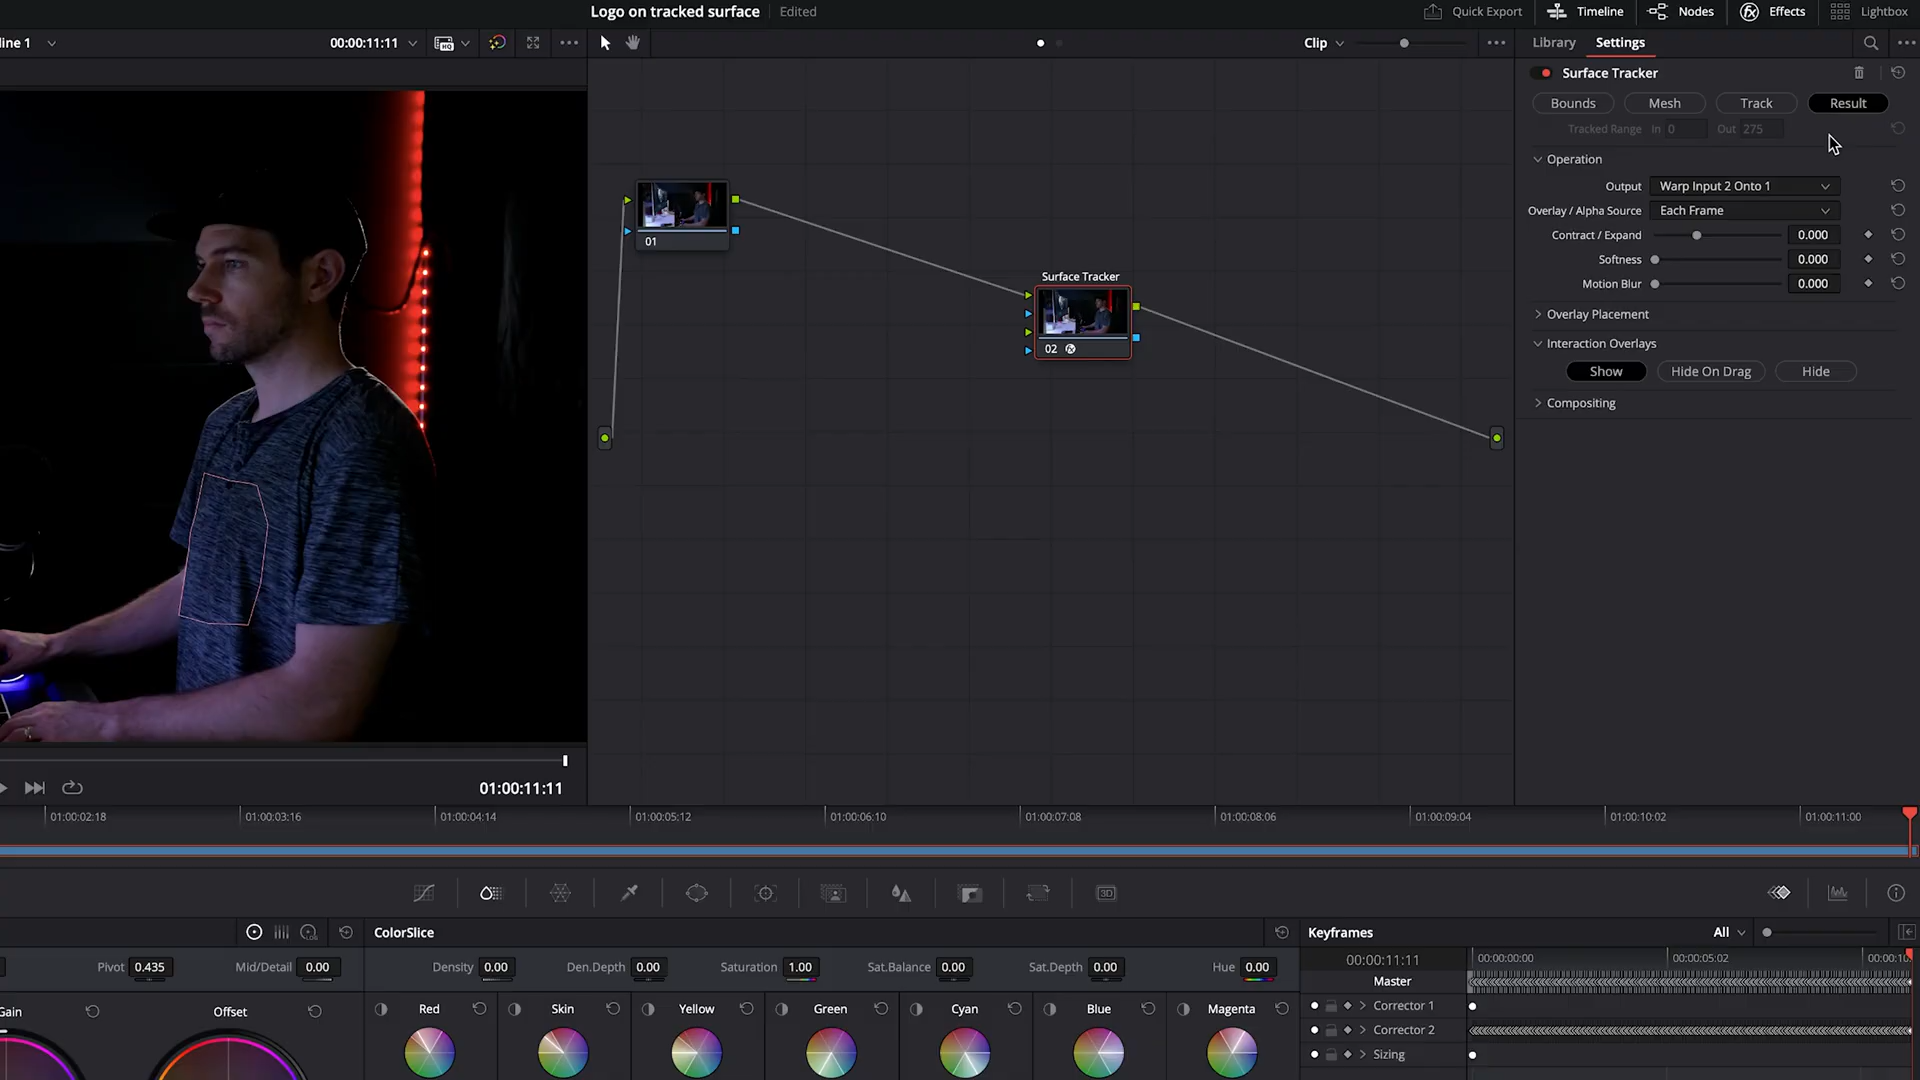 Logo on tracked surface Edited
Quick Export Timeline Nodes Effects Lightbox
line 1 00:00:11:11 HQ Clip
Library Settings
Surface Tracker
Bounds Mesh Track Result
Tracked Range In 0 Out 275
Operation
Output Warp Input 2 Onto 1
Overlay / Alpha Source Each Frame
Contract / Expand 0.000
Softness 0.000
Motion Blur 0.000
Overlay Placement
Interaction Overlays
Show Hide On Drag Hide
Compositing
01
Surface Tracker
02
01:00:11:11
01:00:02:18 01:00:03:16 01:00:04:14 01:00:05:12 01:00:06:10 01:00:07:08 01:00:08:06 01:00:09:04 01:00:10:02 01:00:11:00
3D
ColorSlice Keyframes All
Pivot 0.435 Mid/Detail 0.00 Density 0.00 Den.Depth 0.00 Saturation 1.00 Sat.Balance 0.00 Sat.Depth 0.00 Hue 0.00
00:00:11:11 00:00:00:00 00:00:05:02 00:00:10
Master
Gain Offset Red Skin Yellow Green Cyan Blue Magenta
Corrector 1
Corrector 2
Sizing